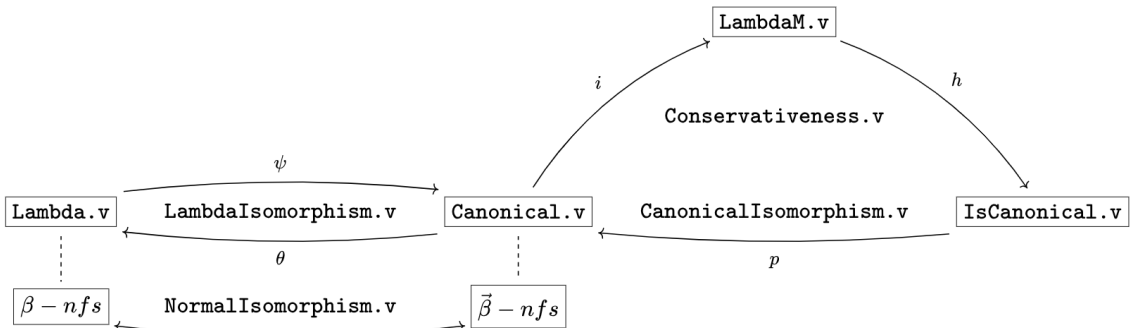 LambdaM.v
i
h
Conservativeness.v
ψ
Lambda.v LambdaIsomorphism.v Canonical.v CanonicalIsomorphism.v IsCanonical.v
θ p
β − nfs NormalIsomorphism.v β⃗ − nfs